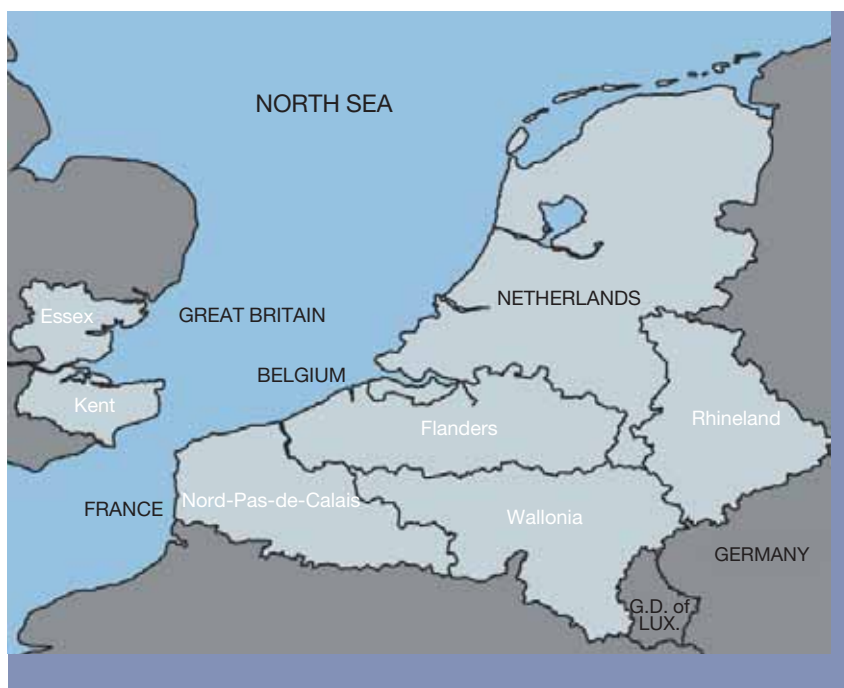 NORTH SEA
NETHERLANDS
Essex
GREAT BRITAIN
BELGIUM
Kent
Flanders
Rhineland
Nord-Pas-de-Calais
FRANCE
Wallonia
GERMANY
G.D. of
LUX.